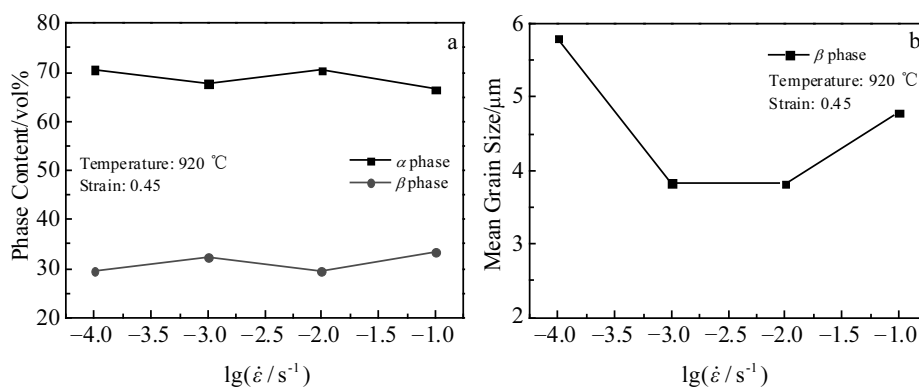 a
80
70
60
50
40
30
20
Phase Content/vol%
Temperature: 920 ℃
Strain: 0.45
α phase
β phase
−4.0 −3.5 −3.0 −2.5 −2.0 −1.5 −1.0
lg(ε̇ / s⁻¹)
b
6
5
4
3
2
Mean Grain Size/μm
β phase
Temperature: 920 ℃
Strain: 0.45
−4.0 −3.5 −3.0 −2.5 −2.0 −1.5 −1.0
lg(ε̇ / s⁻¹)